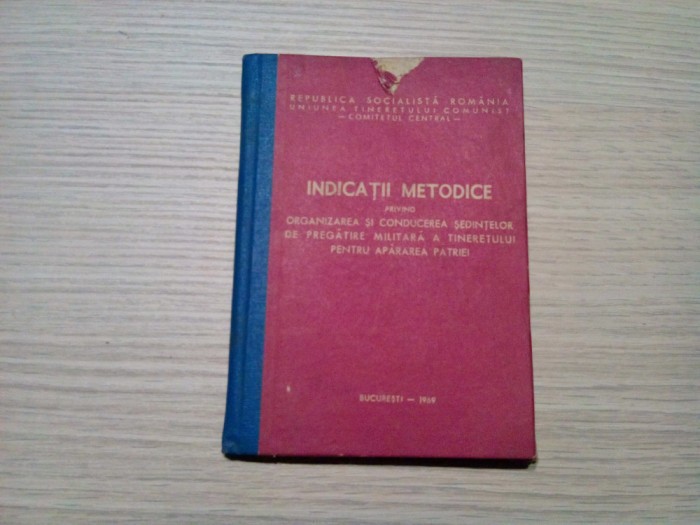 REPUBLICA SOCIALISTĂ ROMÂNIA
UNIUNEA TINERETULUI COMUNIST
— COMITETUL CENTRAL —
INDICAȚII METODICE
PRIVIND
ORGANIZAREA ȘI CONDUCEREA ȘEDINȚELOR
DE PREGĂTIRE MILITARĂ A TINERETULUI
PENTRU APĂRAREA PATRIEI
BUCUREȘTI — 1969